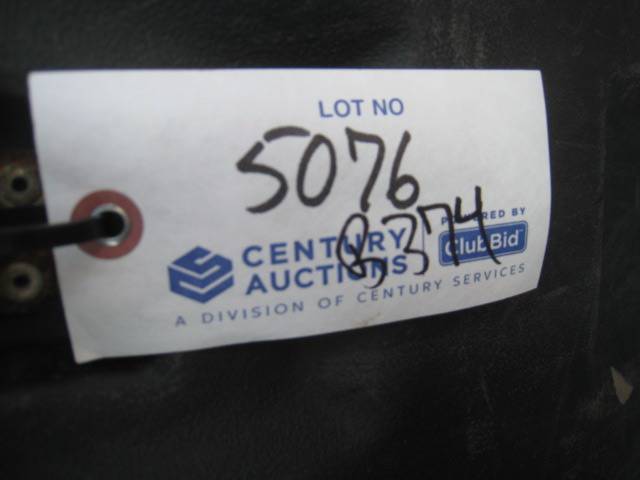 LOT NO
5076
8374
POWERED BY
CENTURY AUCTIONS
ClubBid
A DIVISION OF CENTURY SERVICES